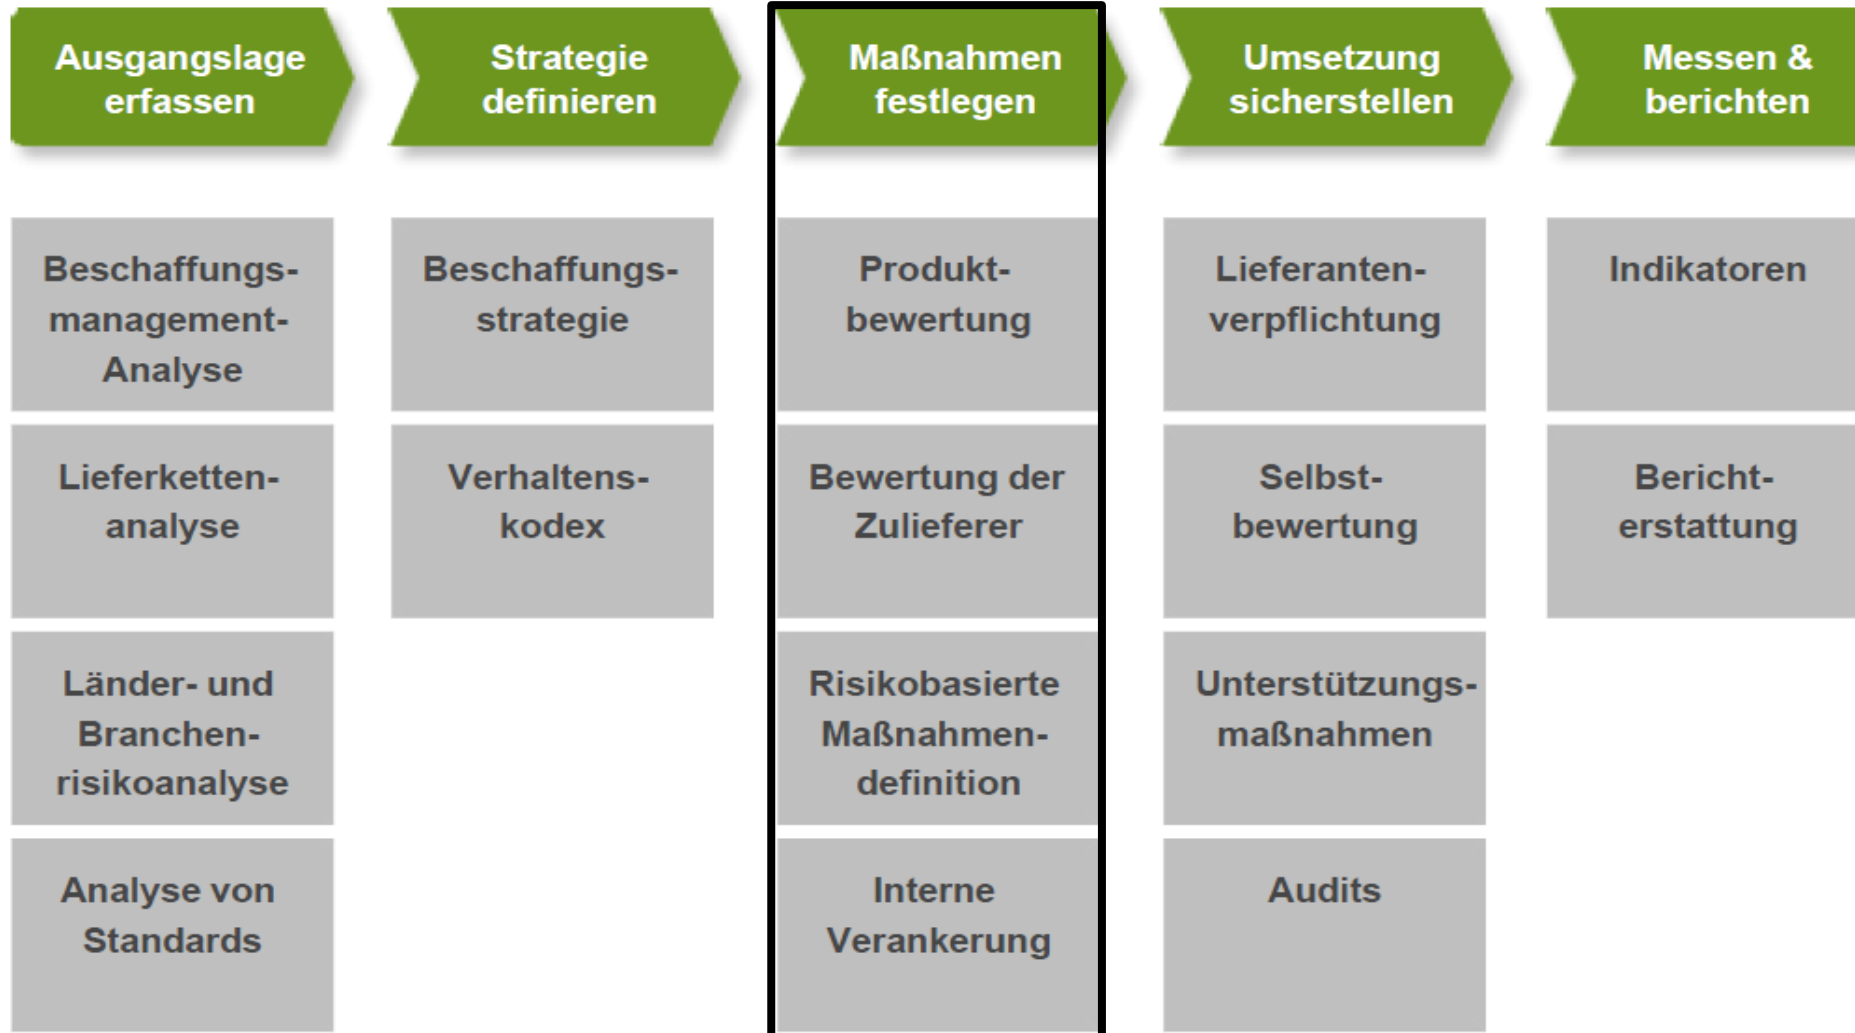 Ausgangslage
erfassen
Strategie
definieren
Maßnahmen
festlegen
Umsetzung
sicherstellen
Messen &
berichten
Beschaffungs-
management-
Analyse
Beschaffungs-
strategie
Produkt-
bewertung
Lieferanten-
verpflichtung
Indikatoren
Lieferketten-
analyse
Verhaltens-
kodex
Bewertung der
Zulieferer
Selbst-
bewertung
Bericht-
erstattung
Länder- und
Branchen-
risikoanalyse
Risikobasierte
Maßnahmen-
definition
Unterstützungs-
maßnahmen
Analyse von
Standards
Interne
Verankerung
Audits